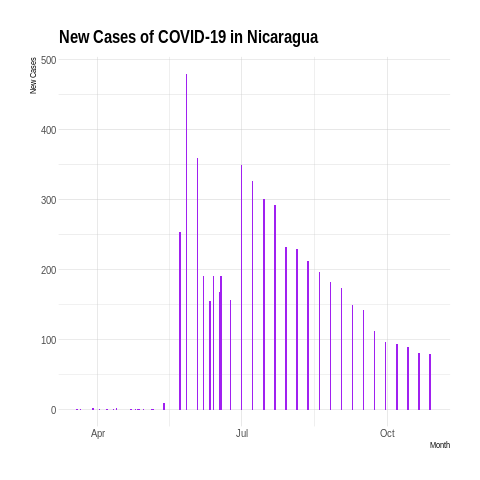 New Cases of COVID-19 in Nicaragua
New Cases
500
400
300
200
100
0
Apr
Jul
Oct
Month